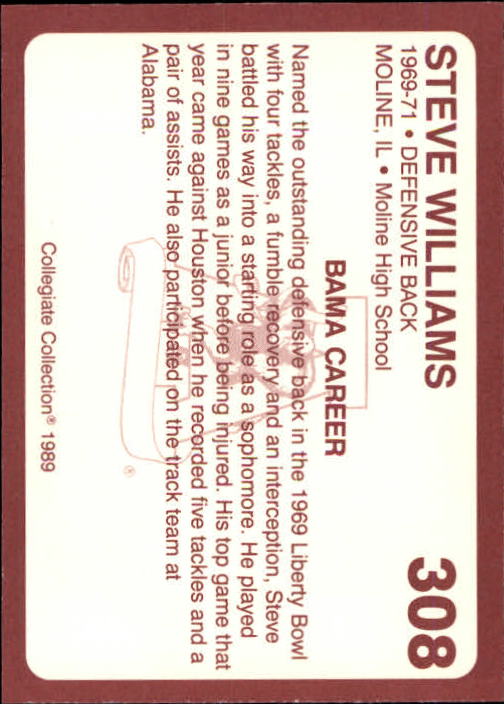 STEVE WILLIAMS 308
1969-71 • DEFENSIVE BACK
MOLINE, IL • Moline High School
BAMA CAREER
Named the outstanding defensive back in the 1969 Liberty Bowl
with four tackles, a fumble recovery and an interception, Steve
battled his way into a starting role as a sophomore. He played
in nine games as a junior before being injured. His top game that
year came against Houston when he recorded five tackles and a
pair of assists. He also participated on the track team at
Alabama.
®
Collegiate Collection® 1989